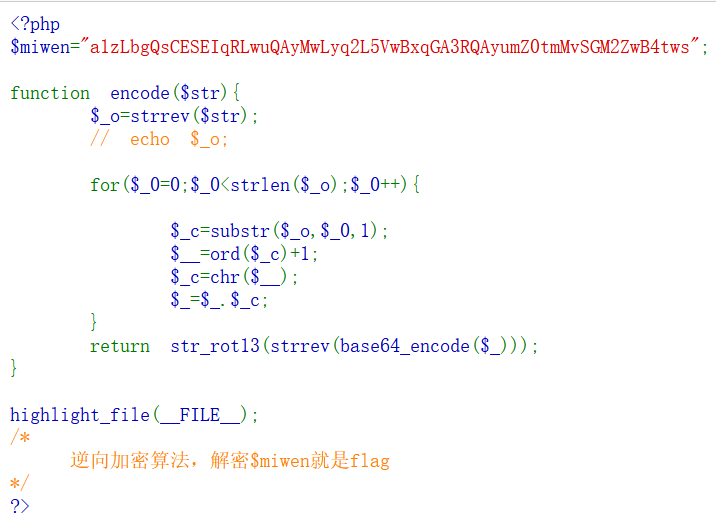 <?php
$miwen="a1zLbgQsCESEIqRLwuQAyMwLyq2L5VwBxqGA3RQAyumZ0tmMvSGM2ZwB4tws";
function encode($str){
$_o=strrev($str);
// echo $_o;
for($_0=0;$_0<strlen($_o);$_0++){
$_c=substr($_o,$_0,1);
$__=ord($_c)+1;
$_c=chr($__);
$_=$_.$_c;
}
return str_rot13(strrev(base64_encode($_)));
}
highlight_file(__FILE__);
/*
逆向加密算法，解密$miwen就是flag
*/
?>